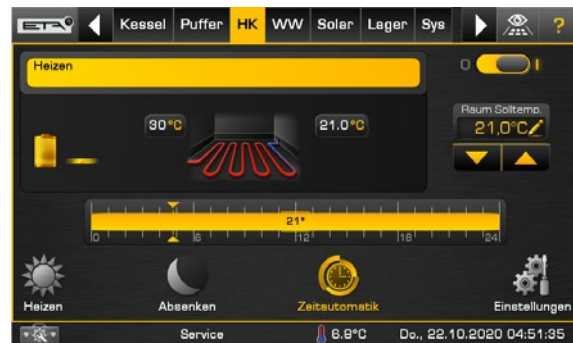 ETA Kessel Puffer HK WW Solar Lager Sys ?
Heizen
0 I
30°C 21.0°C
Raum Solltemp.
21,0°C
21°
0 6 12 18 24
Heizen Absenken Zeitautomatik Einstellungen
Service 6.8°C Do., 22.10.2020 04:51:35